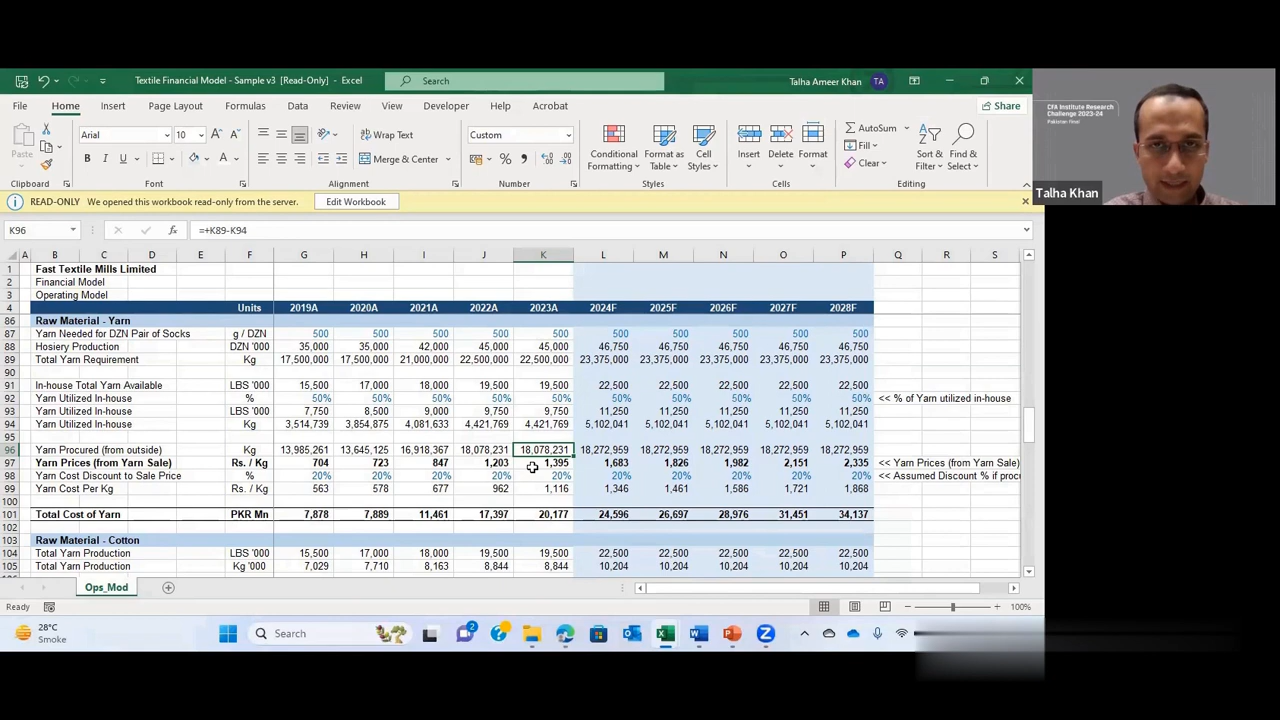 Textile Financial Model - Sample v3 [Read-Only] - Excel
Search
Talha Ameer Khan TA
File Home Insert Page Layout Formulas Data Review View Developer Help Acrobat Share
CFA Institute Research
Challenge 2023-24
Pakistan Final
Talha Khan
Paste
Arial 10
Wrap Text
Merge & Center
Custom
Conditional Formatting
Format as Table
Cell Styles
Insert Delete Format
AutoSum
Fill
Clear
Sort & Filter
Find & Select
Clipboard Font Alignment Number Styles Cells Editing
READ-ONLY We opened this workbook read-only from the server. Edit Workbook
K96 fx =+K89-K94
A B C D E F G H I J K L M N O P Q R S
1 Fast Textile Mills Limited
2 Financial Model
3 Operating Model
4 Units 2019A 2020A 2021A 2022A 2023A 2024F 2025F 2026F 2027F 2028F
86 Raw Material - Yarn
87 Yarn Needed for DZN Pair of Socks g / DZN 500 500 500 500 500 500 500 500 500 500
88 Hosiery Production DZN '000 35,000 35,000 42,000 45,000 45,000 46,750 46,750 46,750 46,750 46,750
89 Total Yarn Requirement Kg 17,500,000 17,500,000 21,000,000 22,500,000 22,500,000 23,375,000 23,375,000 23,375,000 23,375,000 23,375,000
90
91 In-house Total Yarn Available LBS '000 15,500 17,000 18,000 19,500 19,500 22,500 22,500 22,500 22,500 22,500
92 Yarn Utilized In-house % 50% 50% 50% 50% 50% 50% 50% 50% 50% 50% << % of Yarn utilized in-house
93 Yarn Utilized In-house LBS '000 7,750 8,500 9,000 9,750 9,750 11,250 11,250 11,250 11,250 11,250
94 Yarn Utilized In-house Kg 3,514,739 3,854,875 4,081,633 4,421,769 4,421,769 5,102,041 5,102,041 5,102,041 5,102,041 5,102,041
95
96 Yarn Procured (from outside) Kg 13,985,261 13,645,125 16,918,367 18,078,231 18,078,231 18,272,959 18,272,959 18,272,959 18,272,959 18,272,959
97 Yarn Prices (from Yarn Sale) Rs. / Kg 704 723 847 1,203 1,395 1,683 1,826 1,982 2,151 2,335 << Yarn Prices (from Yarn Sale)
98 Yarn Cost Discount to Sale Price % 20% 20% 20% 20% 20% 20% 20% 20% 20% 20% << Assumed Discount % if procu
99 Yarn Cost Per Kg Rs. / Kg 563 578 677 962 1,116 1,346 1,461 1,586 1,721 1,868
100
101 Total Cost of Yarn PKR Mn 7,878 7,889 11,461 17,397 20,177 24,596 26,697 28,976 31,451 34,137
102
103 Raw Material - Cotton
104 Total Yarn Production LBS '000 15,500 17,000 18,000 19,500 19,500 22,500 22,500 22,500 22,500 22,500
105 Total Yarn Production Kg '000 7,029 7,710 8,163 8,844 8,844 10,204 10,204 10,204 10,204 10,204
Ops_Mod
Ready 100%
28°C
Smoke
Search